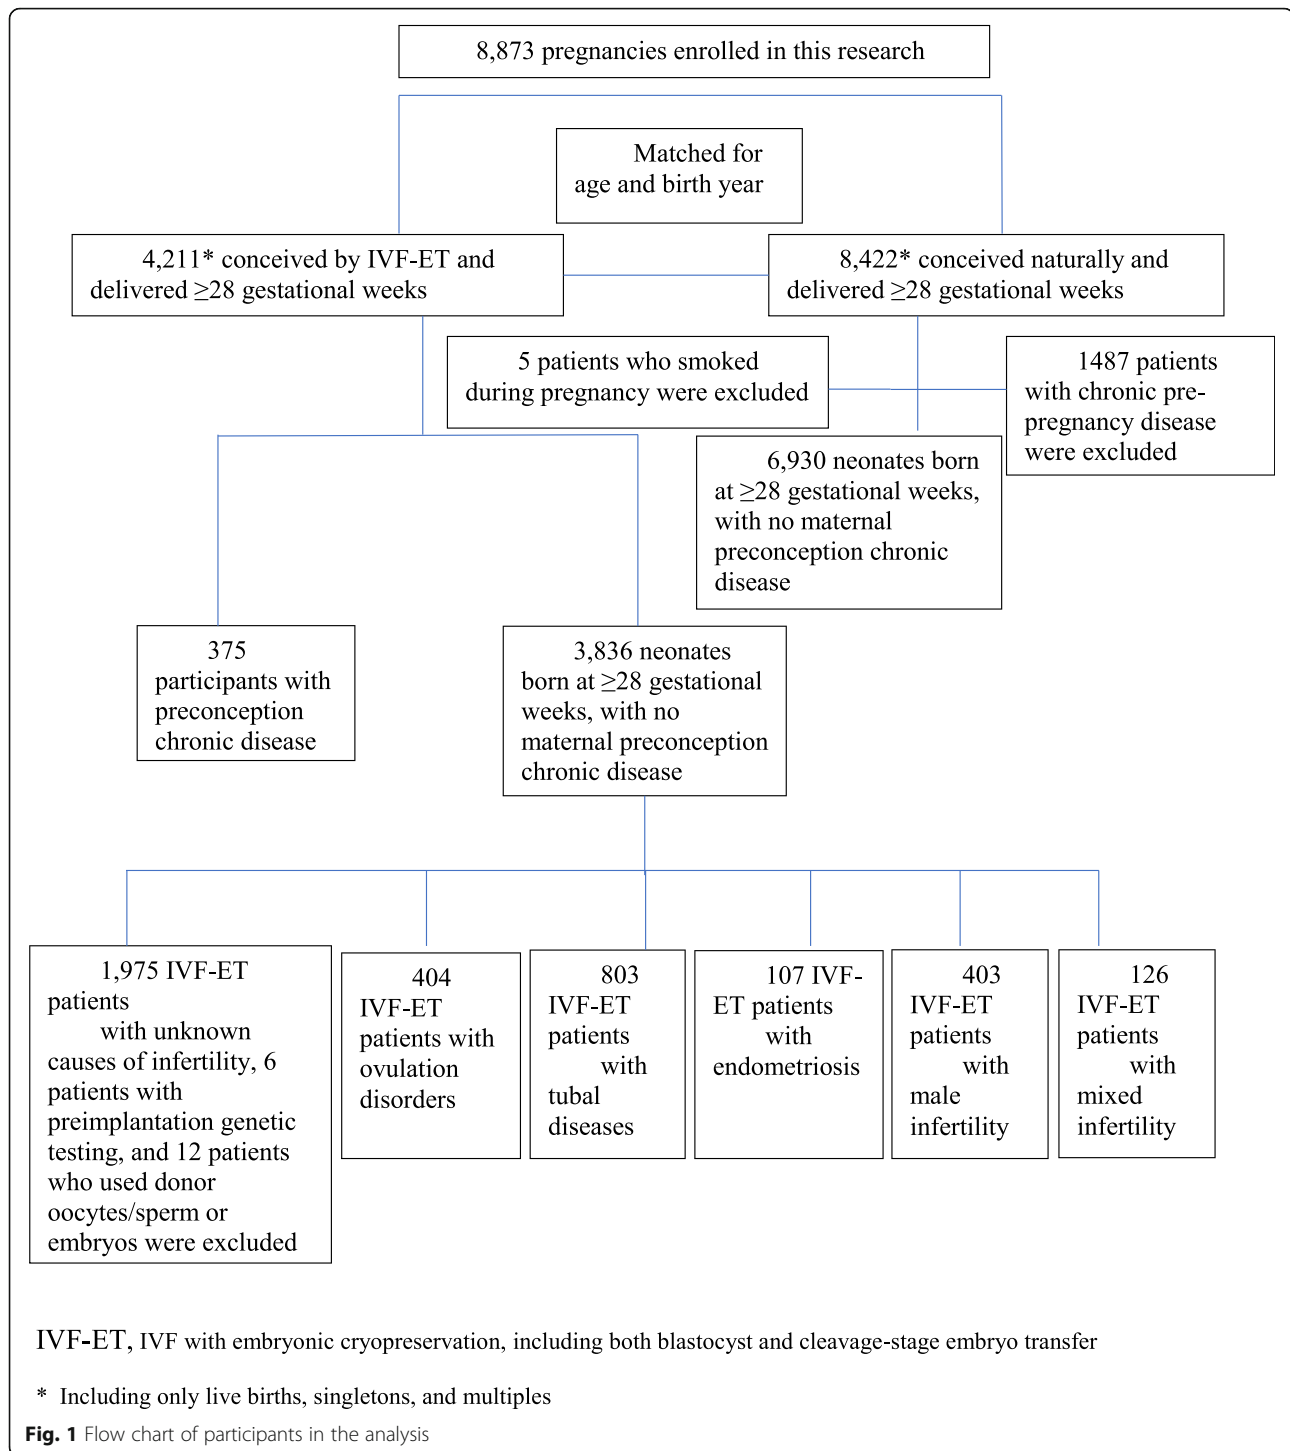 8,873 pregnancies enrolled in this research
Matched for
age and birth year
4,211* conceived by IVF-ET and
delivered ≥28 gestational weeks
8,422* conceived naturally and
delivered ≥28 gestational weeks
5 patients who smoked
during pregnancy were excluded
1487 patients
with chronic pre-
pregnancy disease
were excluded
6,930 neonates born
at ≥28 gestational weeks,
with no maternal
preconception chronic
disease
375
participants with
preconception
chronic disease
3,836 neonates
born at ≥28 gestational
weeks, with no
maternal preconception
chronic disease
1,975 IVF-ET
patients
with unknown
causes of infertility, 6
patients with
preimplantation genetic
testing, and 12 patients
who used donor
oocytes/sperm or
embryos were excluded
404
IVF-ET
patients with
ovulation
disorders
803
IVF-ET
patients
with
tubal
diseases
107 IVF-
ET patients
with
endometriosis
403
IVF-ET
patients
with
male
infertility
126
IVF-ET
patients
with
mixed
infertility
IVF-ET, IVF with embryonic cryopreservation, including both blastocyst and cleavage-stage embryo transfer
* Including only live births, singletons, and multiples
Fig. 1 Flow chart of participants in the analysis